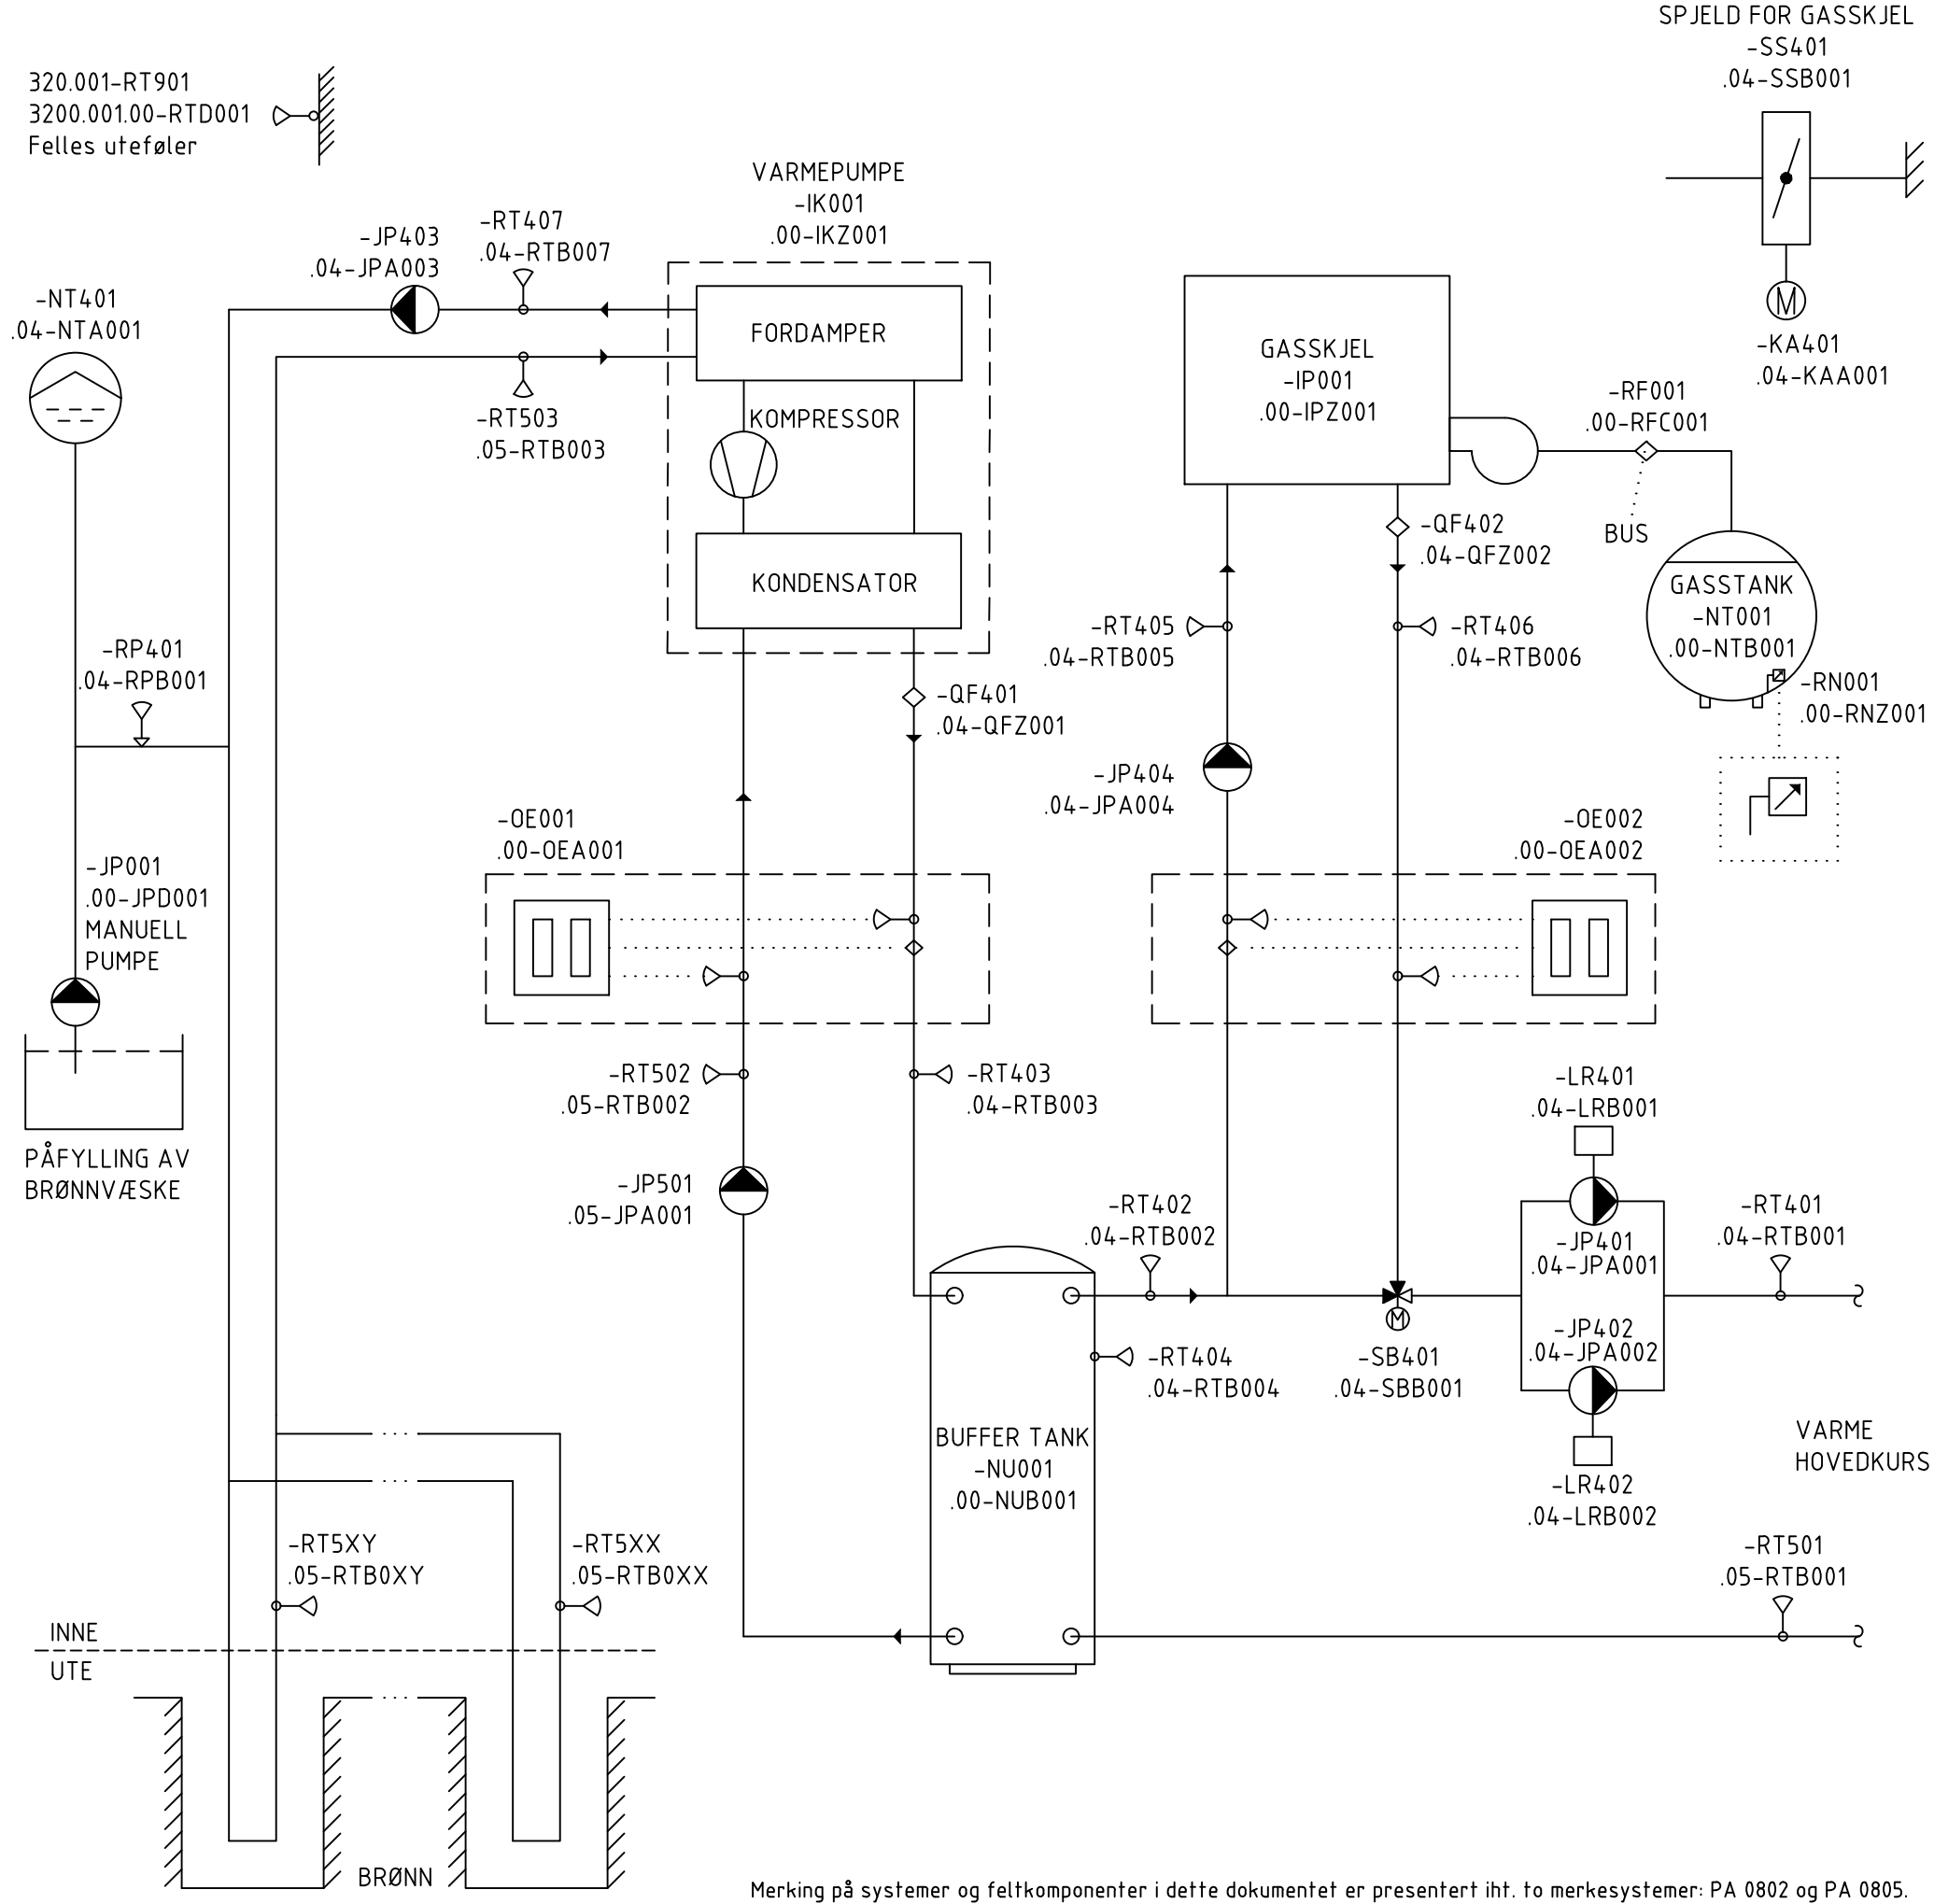 SPJELD FOR GASSKJEL
-SS401
.04-SSB001
320.001-RT901
3200.001.00-RTD001
Felles uteføler
VARMEPUMPE
-IK001
.00-IKZ001
-RT407
.04-RTB007
-JP403
.04-JPA003
-NT401
.04-NTA001
FORDAMPER
KOMPRESSOR
KONDENSATOR
-RT503
.05-RTB003
GASSKJEL
-IP001
.00-IPZ001
M
-KA401
.04-KAA001
-RF001
.00-RFC001
BUS
-QF402
.04-QFZ002
GASSTANK
-NT001
.00-NTB001
-RT405
.04-RTB005
-RT406
.04-RTB006
-RP401
.04-RPB001
-QF401
.04-QFZ001
-RN001
.00-RNZ001
-JP404
.04-JPA004
-OE001
.00-OEA001
-OE002
.00-OEA002
-JP001
.00-JPD001
MANUELL
PUMPE
-RT502
.05-RTB002
-RT403
.04-RTB003
-LR401
.04-LRB001
PÅFYLLING AV
BRØNNVÆSKE
-JP501
.05-JPA001
-RT402
.04-RTB002
-JP401
.04-JPA001
-RT401
.04-RTB001
M
-RT404
.04-RTB004
-SB401
.04-SBB001
-JP402
.04-JPA002
VARME
HOVEDKURS
BUFFER TANK
-NU001
.00-NUB001
-LR402
.04-LRB002
-RT5XY
.05-RTB0XY
-RT5XX
.05-RTB0XX
-RT501
.05-RTB001
INNE
UTE
BRØNN
Merking på systemer og feltkomponenter i dette dokumentet er presentert iht. to merkesystemer: PA 0802 og PA 0805.